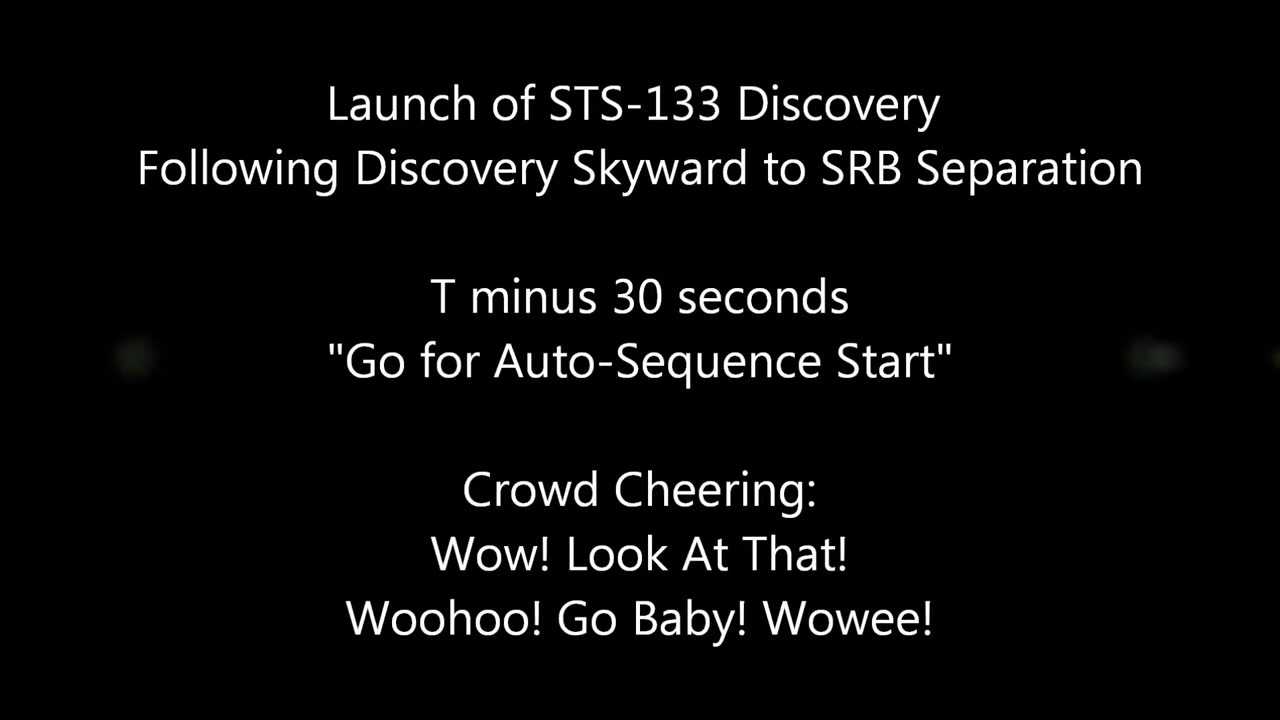 Launch of STS-133 Discovery
Following Discovery Skyward to SRB Separation
T minus 30 seconds
"Go for Auto-Sequence Start"
Crowd Cheering:
Wow! Look At That!
Woohoo! Go Baby! Wowee!